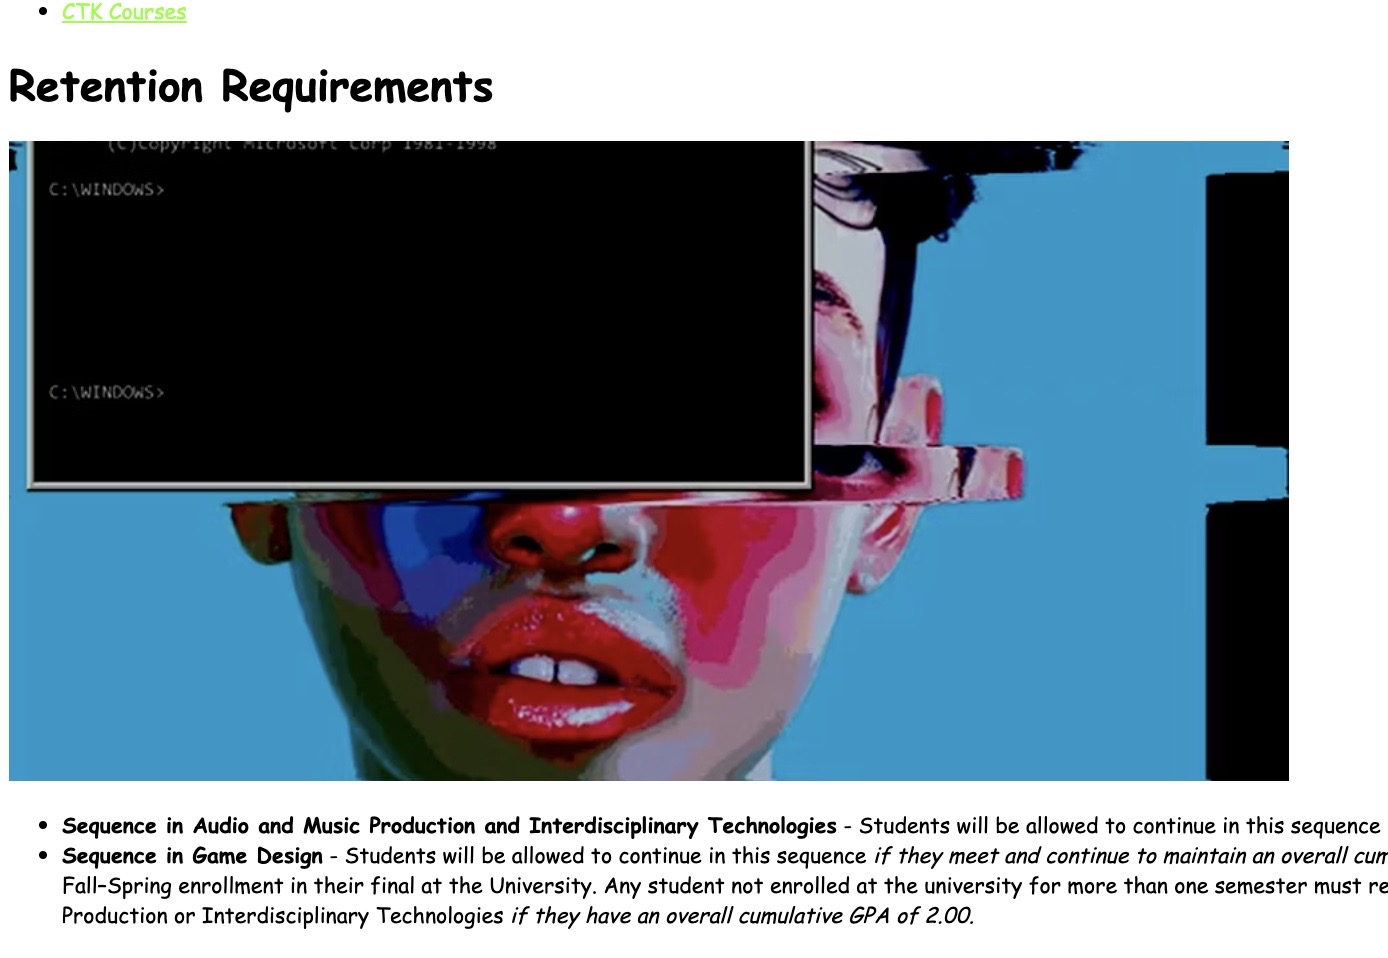 CTK Courses
Retention Requirements
(C)Copyright Microsoft Corp 1981-1998
C:\WINDOWS>
C:\WINDOWS>
Sequence in Audio and Music Production and Interdisciplinary Technologies - Students will be allowed to continue in this sequence
Sequence in Game Design - Students will be allowed to continue in this sequence if they meet and continue to maintain an overall cum
Fall–Spring enrollment in their final at the University. Any student not enrolled at the university for more than one semester must re
Production or Interdisciplinary Technologies if they have an overall cumulative GPA of 2.00.